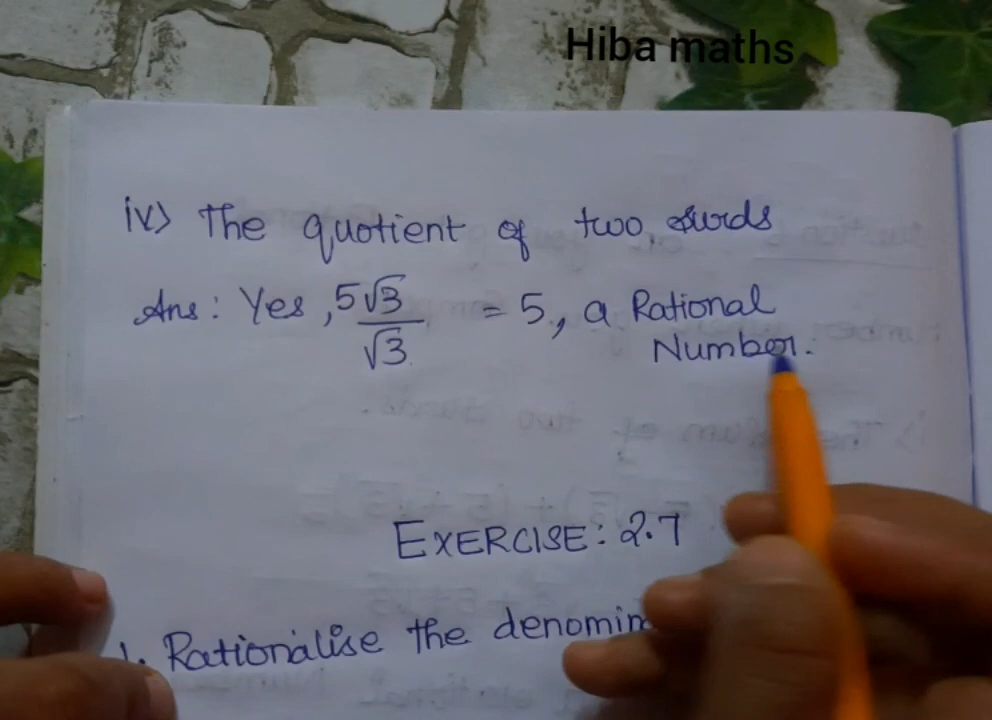 Hiba maths
iv) The quotient of two surds
Ans: Yes, 5√3/√3 = 5, a Rational
Number.
EXERCISE: 2.7
1. Rationalise the